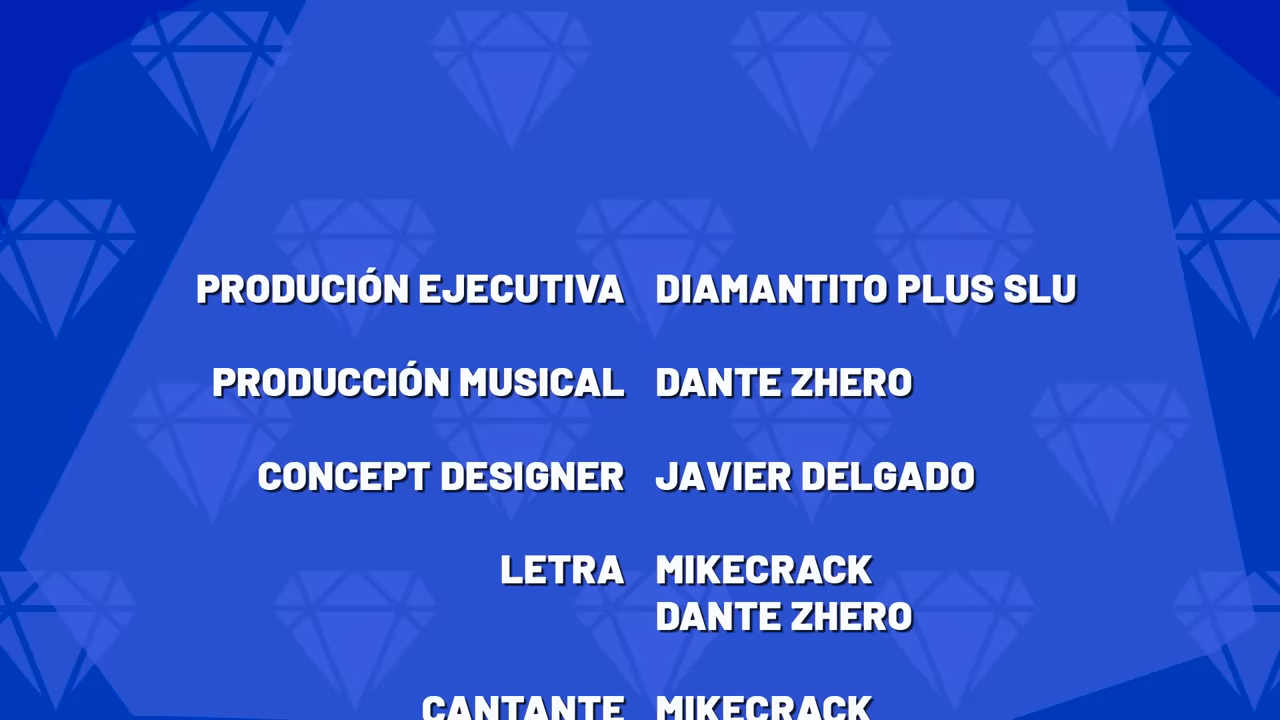 PRODUCIÓN EJECUTIVA DIAMANTITO PLUS SLU
PRODUCCIÓN MUSICAL DANTE ZHERO
CONCEPT DESIGNER JAVIER DELGADO
LETRA MIKECRACK
DANTE ZHERO
CANTANTE MIKECRACK